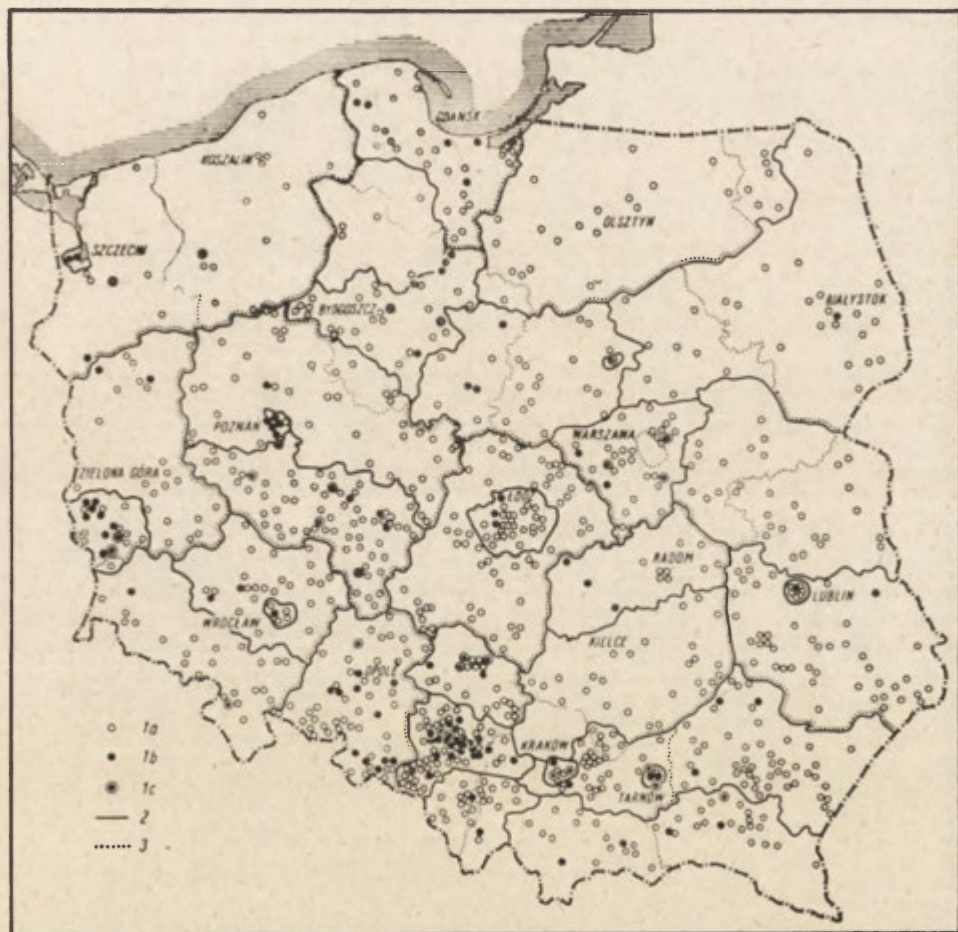 GDAŃSK
KOSZALIN
OLSZTYN
SZCZECIN
BIAŁYSTOK
BYDGOSZCZ
POZNAŃ
WARSZAWA
ZIELONA GÓRA
ŁÓDŹ
RADOM
LUBLIN
WROCŁAW
KIELCE
OPOLE
1a
1b
KRAKÓW
1c
TARNÓW
2
3